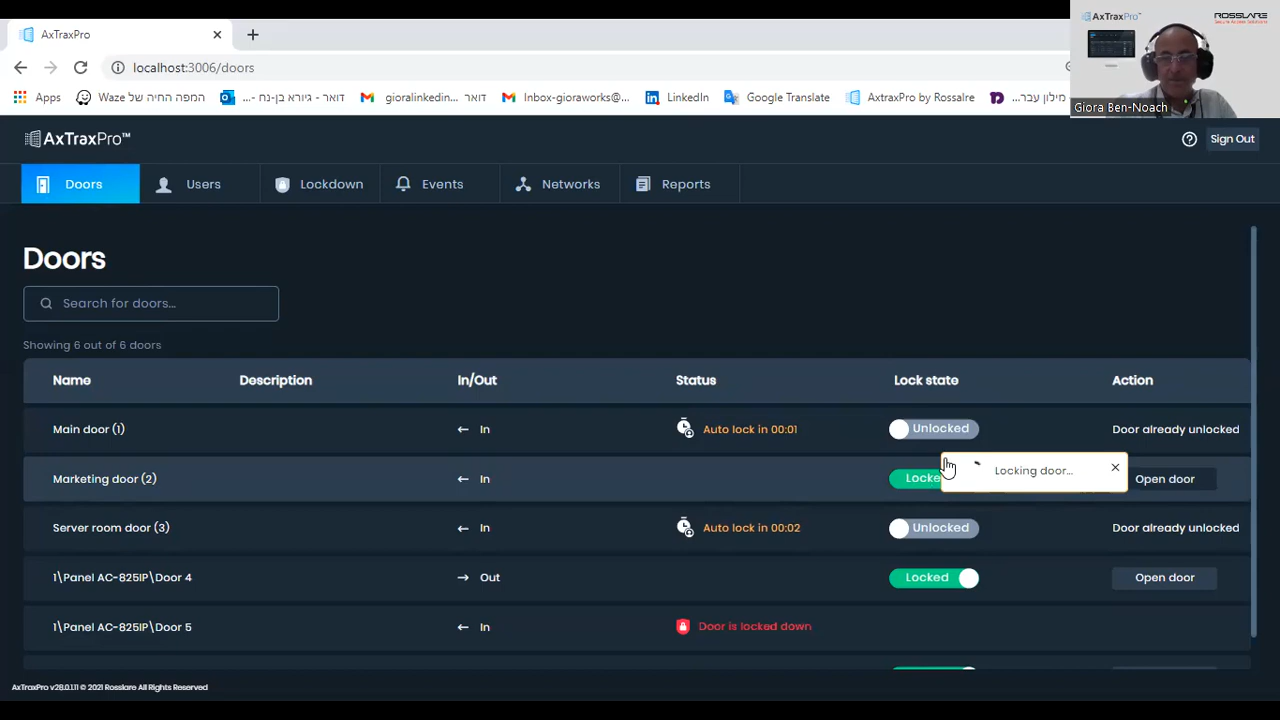 AxTraxPro
localhost:3006/doors
Apps
Waze המפה החיה של
דואר - גיורא בן-נח - ...
gioralinkedin... דואר
Inbox-gioraworks@...
LinkedIn
Google Translate
AxtraxPro by Rossalre
מילון עבר...
AxTraxPro™
ROSSLARE
Giora Ben-Noach
AxTraxPro™
Sign Out
Doors
Users
Lockdown
Events
Networks
Reports
Doors
Search for doors...
Showing 6 out of 6 doors
Name Description In/Out Status Lock state Action
Main door (1) In Auto lock in 00:01 Unlocked Door already unlocked
Marketing door (2) In Locke Open door
Locking door...
Server room door (3) In Auto lock in 00:02 Unlocked Door already unlocked
1\Panel AC-825IP\Door 4 Out Locked Open door
1\Panel AC-825IP\Door 5 In Door is locked down
AxTraxPro v28.0.1.11 © 2021 Rosslare All Rights Reserved